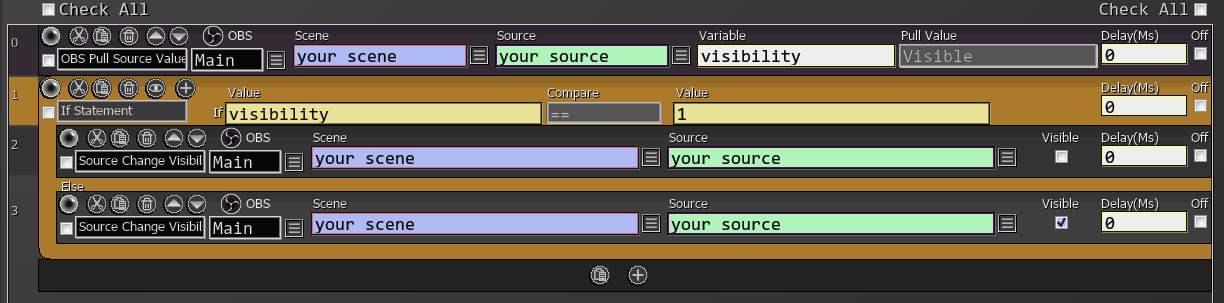 Check All Check All
0 OBS Scene Source Variable Pull Value Delay(Ms) Off
OBS Pull Source Value Main your scene your source visibility Visible 0
1 Value Compare Value Delay(Ms) Off
If Statement If visibility == 1 0
2 OBS Scene Source Visible Delay(Ms) Off
Source Change Visibil Main your scene your source 0
Else
3 OBS Scene Source Visible Delay(Ms) Off
Source Change Visibil Main your scene your source 0